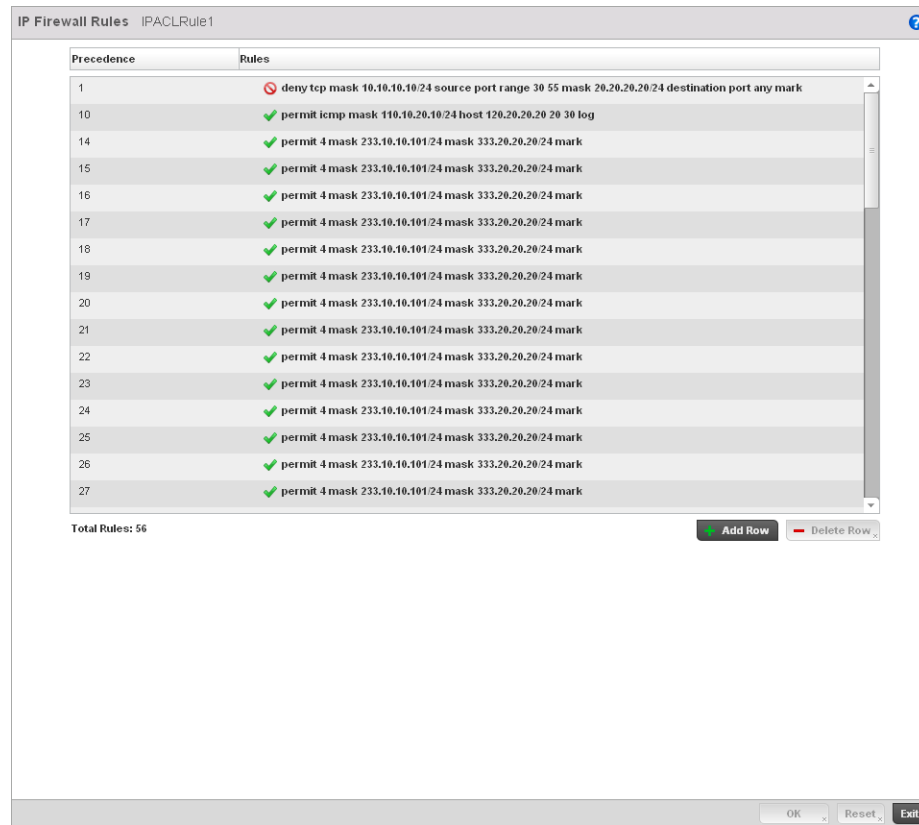 IP Firewall Rules IPACLRule1
Precedence Rules
1 deny tcp mask 10.10.10.10/24 source port range 30 55 mask 20.20.20.20/24 destination port any mark
10 permit icmp mask 110.10.20.10/24 host 120.20.20.20 20 30 log
14 permit 4 mask 233.10.10.101/24 mask 333.20.20.20/24 mark
15 permit 4 mask 233.10.10.101/24 mask 333.20.20.20/24 mark
16 permit 4 mask 233.10.10.101/24 mask 333.20.20.20/24 mark
17 permit 4 mask 233.10.10.101/24 mask 333.20.20.20/24 mark
18 permit 4 mask 233.10.10.101/24 mask 333.20.20.20/24 mark
19 permit 4 mask 233.10.10.101/24 mask 333.20.20.20/24 mark
20 permit 4 mask 233.10.10.101/24 mask 333.20.20.20/24 mark
21 permit 4 mask 233.10.10.101/24 mask 333.20.20.20/24 mark
22 permit 4 mask 233.10.10.101/24 mask 333.20.20.20/24 mark
23 permit 4 mask 233.10.10.101/24 mask 333.20.20.20/24 mark
24 permit 4 mask 233.10.10.101/24 mask 333.20.20.20/24 mark
25 permit 4 mask 233.10.10.101/24 mask 333.20.20.20/24 mark
26 permit 4 mask 233.10.10.101/24 mask 333.20.20.20/24 mark
27 permit 4 mask 233.10.10.101/24 mask 333.20.20.20/24 mark
Total Rules: 56 Add Row Delete Row
OK Reset Exit